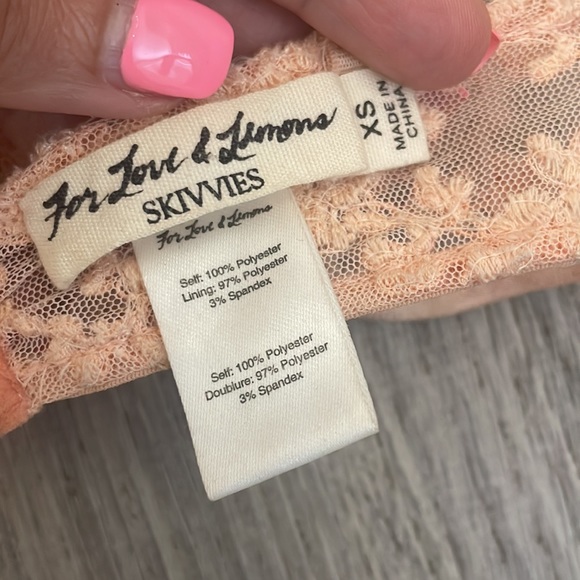 For Love & Lemons
SKIVVIES
XS
MADE IN
CHINA
For Love & Lemons
Self: 100% Polyester
Lining: 97% Polyester
3% Spandex
Self: 100% Polyester
Doublure: 97% Polyester
3% Spandex